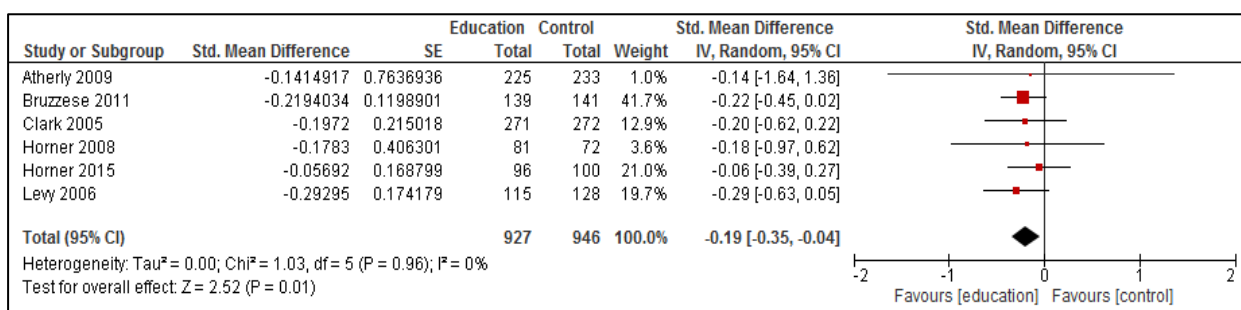 Education Control Std. Mean Difference Std. Mean Difference
Study or Subgroup Std. Mean Difference SE Total Total Weight IV, Random, 95% CI IV, Random, 95% CI
Atherly 2009 -0.1414917 0.7636936 225 233 1.0% -0.14 [-1.64, 1.36]
Bruzzese 2011 -0.2194034 0.1198901 139 141 41.7% -0.22 [-0.45, 0.02]
Clark 2005 -0.1972 0.215018 271 272 12.9% -0.20 [-0.62, 0.22]
Horner 2008 -0.1783 0.406301 81 72 3.6% -0.18 [-0.97, 0.62]
Horner 2015 -0.05692 0.168799 96 100 21.0% -0.06 [-0.39, 0.27]
Levy 2006 -0.29295 0.174179 115 128 19.7% -0.29 [-0.63, 0.05]
Total (95% CI) 927 946 100.0% -0.19 [-0.35, -0.04]
Heterogeneity: Tau² = 0.00; Chi² = 1.03, df = 5 (P = 0.96); I² = 0%
Test for overall effect: Z = 2.52 (P = 0.01)
-2 -1 0 1 2
Favours [education] Favours [control]